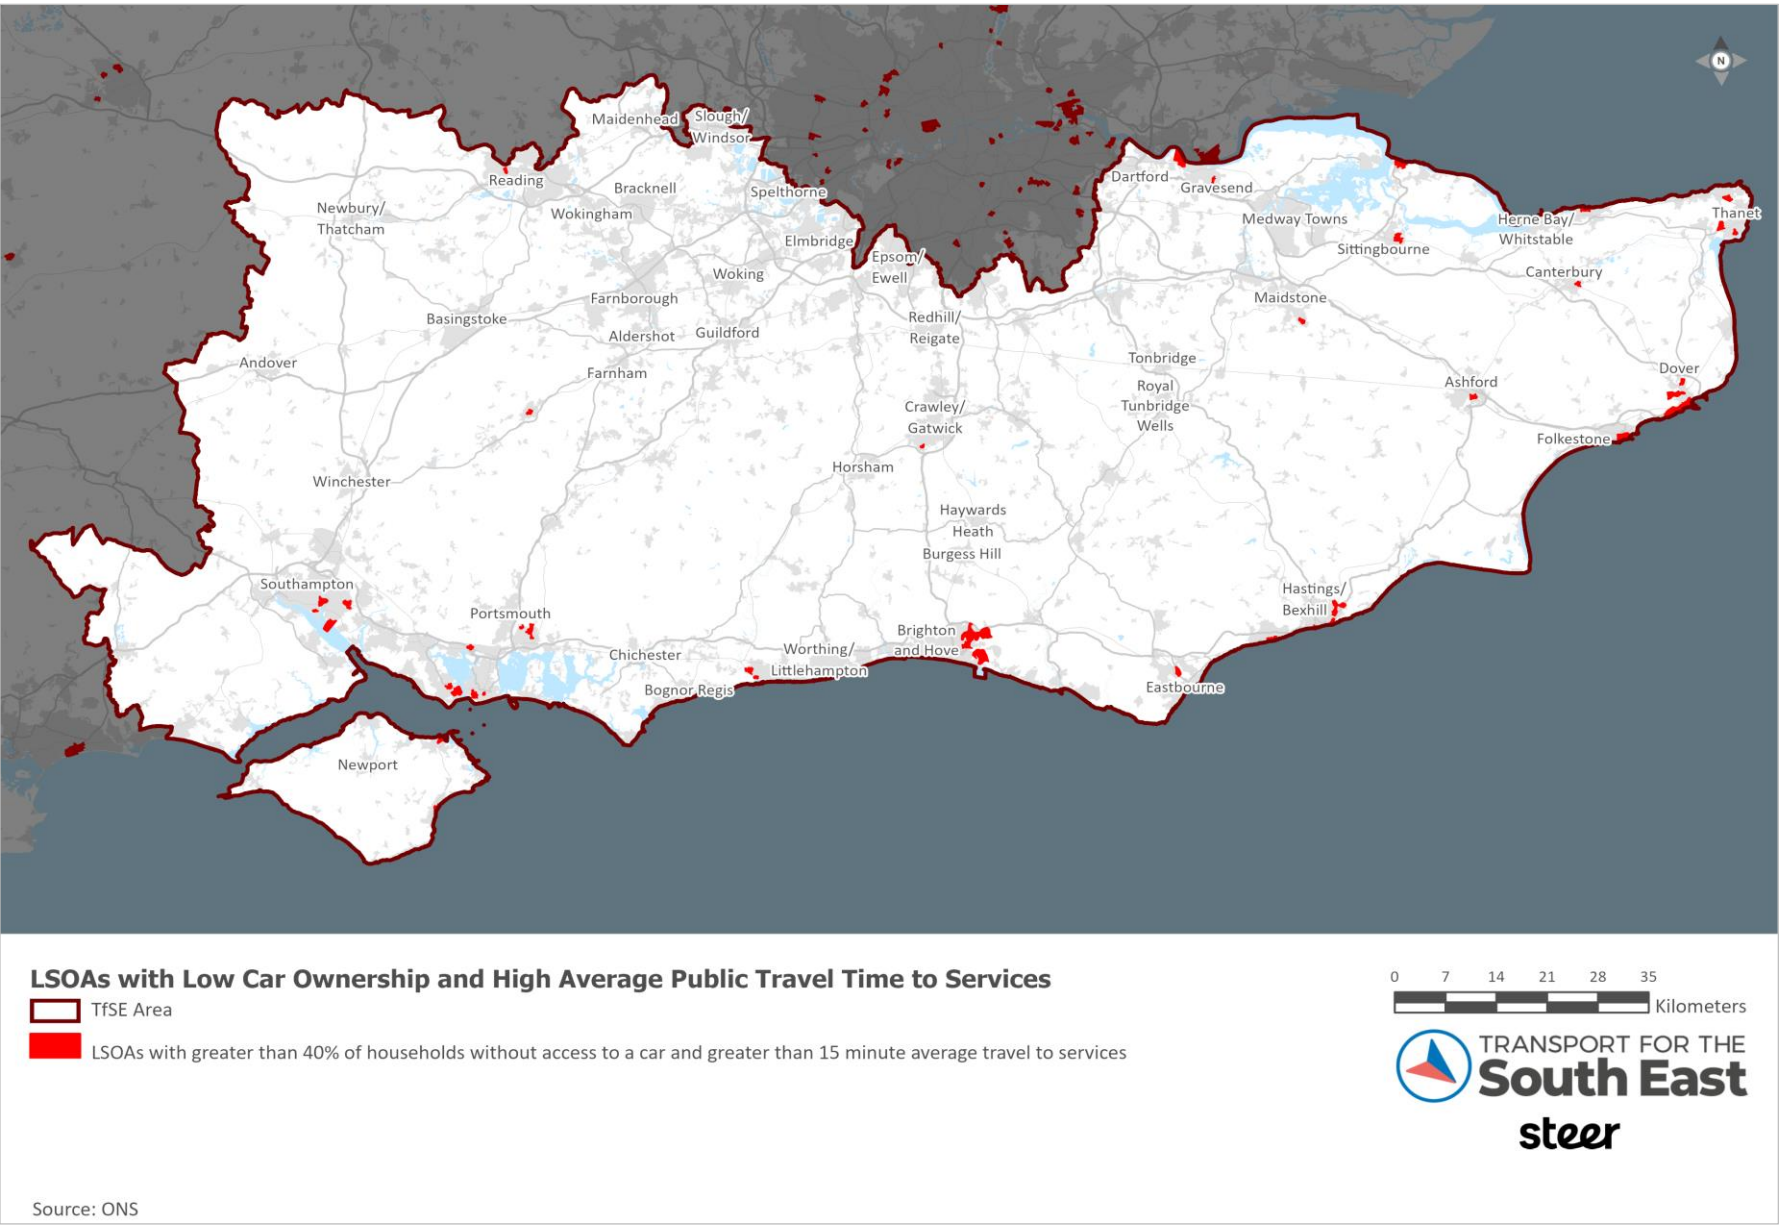 N
Maidenhead
Slough/
Windsor
Reading
Bracknell
Wokingham
Spelthorne
Newbury/
Thatcham
Elmbridge
Epsom/
Ewell
Woking
Dartford
Gravesend
Medway Towns
Sittingbourne
Herne Bay/
Whitstable
Thanet
Canterbury
Farnborough
Basingstoke
Aldershot
Guildford
Redhill/
Reigate
Maidstone
Andover
Farnham
Tonbridge
Royal
Tunbridge
Wells
Ashford
Dover
Crawley/
Gatwick
Folkestone
Horsham
Winchester
Haywards
Heath
Burgess Hill
Southampton
Portsmouth
Hastings/
Bexhill
Brighton
and Hove
Chichester
Worthing/
Littlehampton
Bognor Regis
Eastbourne
Newport
LSOAs with Low Car Ownership and High Average Public Travel Time to Services
TfSE Area
LSOAs with greater than 40% of households without access to a car and greater than 15 minute average travel to services
0 7 14 21 28 35
Kilometers
TRANSPORT FOR THE
South East
steer
Source: ONS